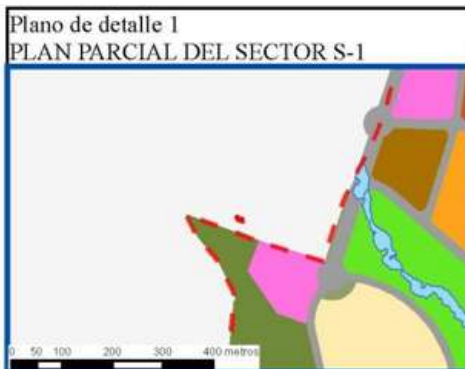 Plano de detalle 1
PLAN PARCIAL DEL SECTOR S-1
0 50 100 200 300 400 metros